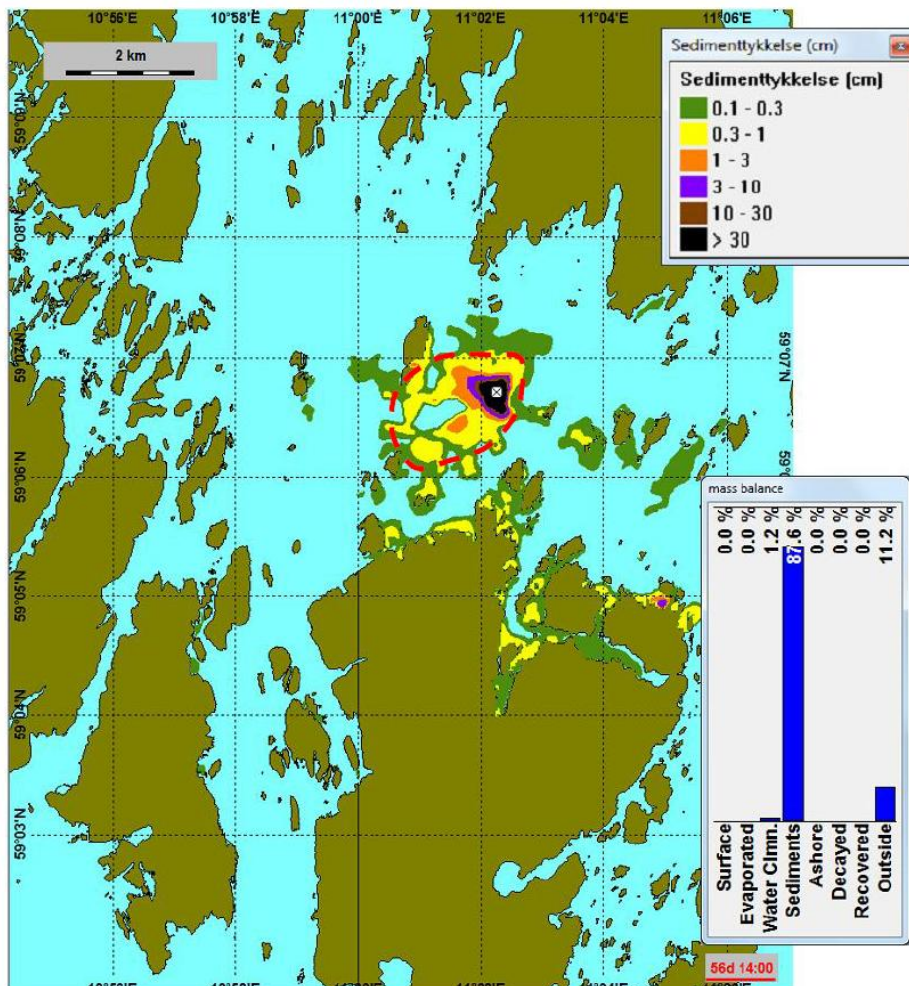 10°56'E 10°58'E 11°00'E 11°02'E 11°04'E 11°06'E
2 km
Sedimenttykkelse (cm)
Sedimenttykkelse (cm)
0.1 - 0.3
0.3 - 1
1 - 3
3 - 10
10 - 30
> 30
59°09'N
59°08'N
59°07'N
59°07'N
59°06'N
59°
59°05'N
59°04'N
59°03'N
mass balance
0.0 %
0.0 %
1.2 %
87.6 %
0.0 %
0.0 %
0.0 %
11.2 %
Surface
Evaporated
Water Clmn.
Sediments
Ashore
Decayed
Recovered
Outside
56d 14:00